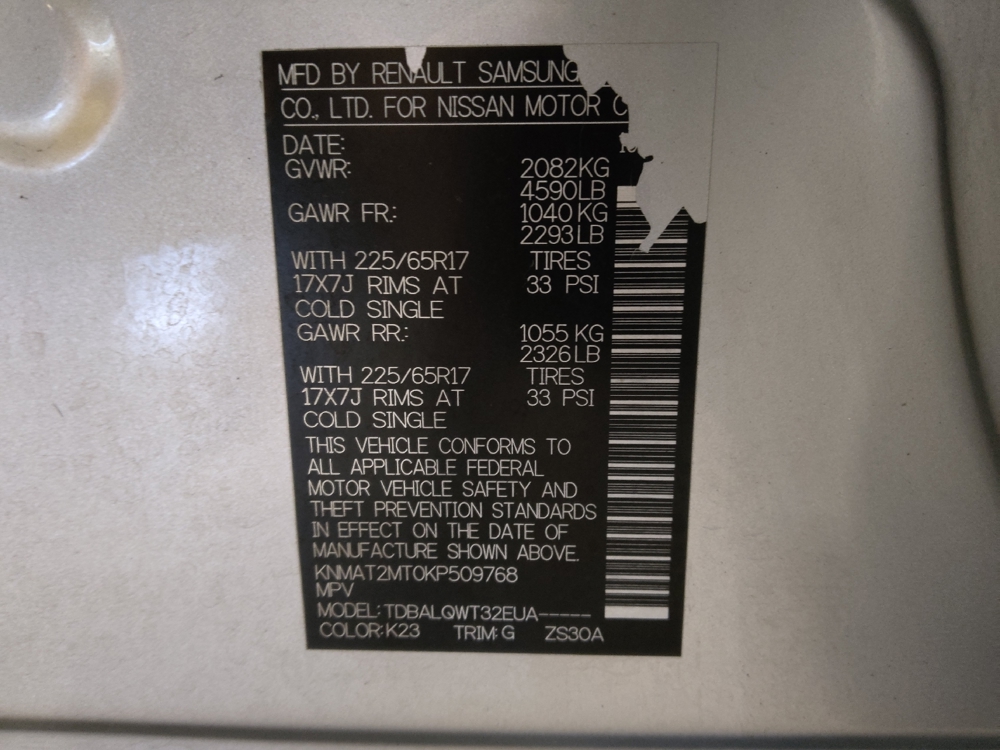 MFD BY RENAULT SAMSUNG
CO., LTD. FOR NISSAN MOTOR C
DATE:
GVWR: 2082KG
4590LB
GAWR FR.: 1040 KG
2293 LB
WITH 225/65R17 TIRES
17X7J RIMS AT 33 PSI
COLD SINGLE
GAWR RR.: 1055 KG
2326 LB
WITH 225/65R17 TIRES
17X7J RIMS AT 33 PSI
COLD SINGLE
THIS VEHICLE CONFORMS TO
ALL APPLICABLE FEDERAL
MOTOR VEHICLE SAFETY AND
THEFT PREVENTION STANDARDS
IN EFFECT ON THE DATE OF
MANUFACTURE SHOWN ABOVE.
KNMAT2MT0KP509768
MPV
MODEL: TDBALQWT32EUA-----
COLOR: K23 TRIM: G ZS30A